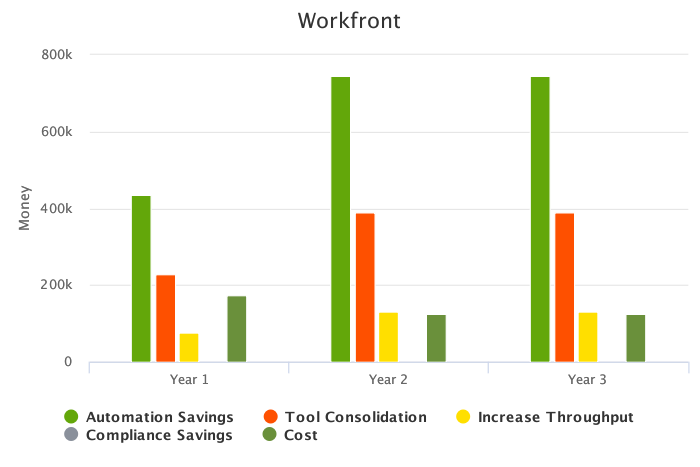 Workfront
800k
600k
400k
200k
0
Money
Year 1
Year 2
Year 3
Automation Savings
Tool Consolidation
Increase Throughput
Compliance Savings
Cost